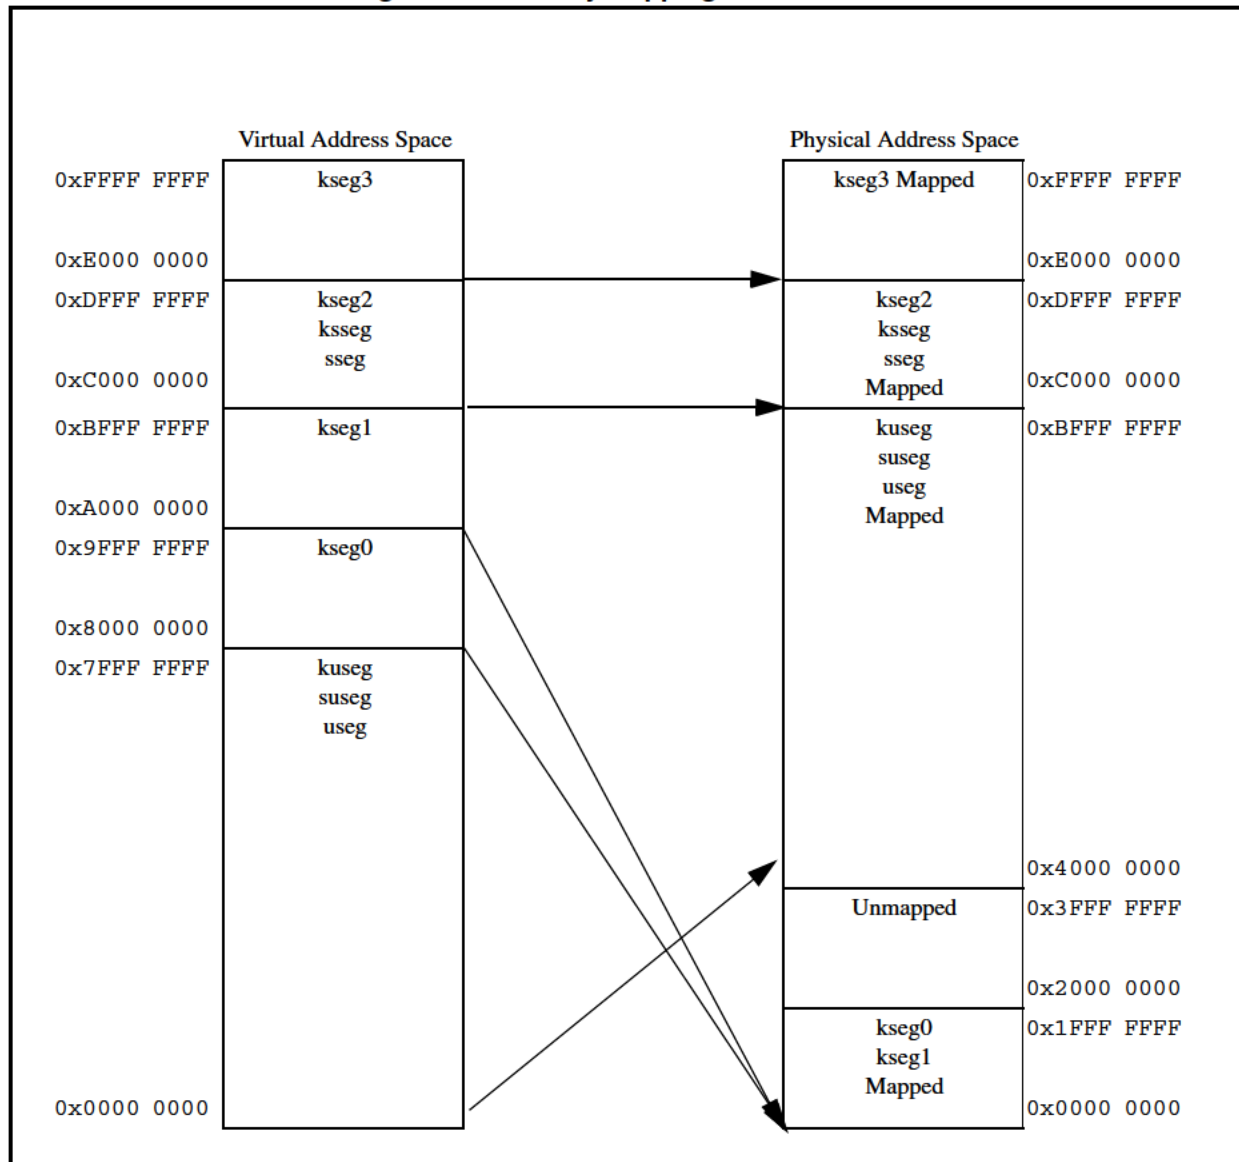 Virtual Address Space
Physical Address Space
0xFFFF FFFF
kseg3
kseg3 Mapped
0xFFFF FFFF
0xE000 0000
0xE000 0000
0xDFFF FFFF
kseg2
ksseg
sseg
kseg2
ksseg
sseg
Mapped
0xDFFF FFFF
0xC000 0000
0xC000 0000
0xBFFF FFFF
kseg1
kuseg
suseg
useg
Mapped
0xBFFF FFFF
0xA000 0000
0x9FFF FFFF
kseg0
0x8000 0000
0x7FFF FFFF
kuseg
suseg
useg
0x4000 0000
Unmapped
0x3FFF FFFF
0x2000 0000
kseg0
kseg1
Mapped
0x1FFF FFFF
0x0000 0000
0x0000 0000